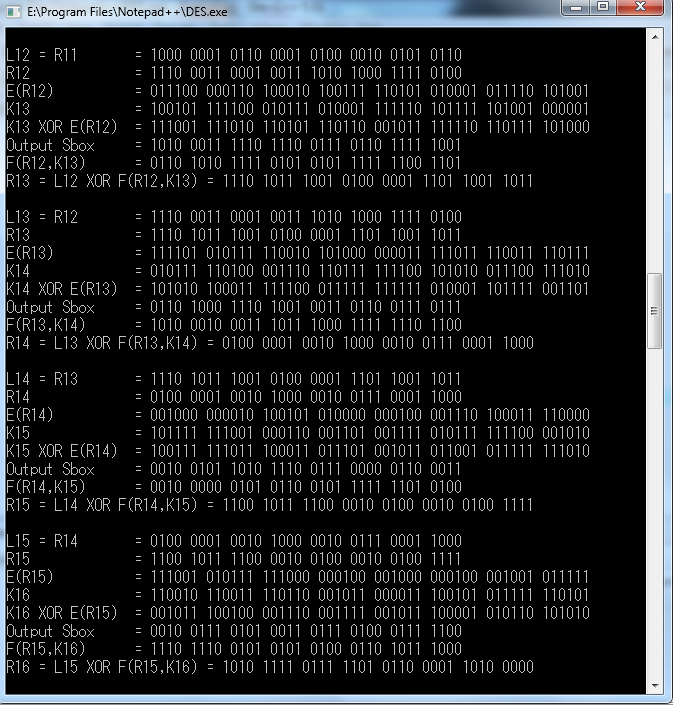 E:\Program Files\Notepad++\DES.exe
L12 = R11 = 1000 0001 0110 0001 0100 0010 0101 0110
R12 = 1110 0011 0001 0011 1010 1000 1111 0100
E(R12) = 011100 000110 100010 100111 110101 010001 011110 101001
K13 = 100101 111100 010111 010001 111110 101111 101001 000001
K13 XOR E(R12) = 111001 111010 110101 110110 001011 111110 110111 101000
Output Sbox = 1010 0011 1110 1110 0111 0110 1111 1001
F(R12,K13) = 0110 1010 1111 0101 0101 1111 1100 1101
R13 = L12 XOR F(R12,K13) = 1110 1011 1001 0100 0001 1101 1001 1011
L13 = R12 = 1110 0011 0001 0011 1010 1000 1111 0100
R13 = 1110 1011 1001 0100 0001 1101 1001 1011
E(R13) = 111101 010111 110010 101000 000011 111011 110011 110111
K14 = 010111 110100 001110 110111 111100 101010 011100 111010
K14 XOR E(R13) = 101010 100011 111100 011111 111111 010001 101111 001101
Output Sbox = 0110 1000 1110 1001 0011 0110 0111 0111
F(R13,K14) = 1010 0010 0011 1011 1000 1111 1110 1100
R14 = L13 XOR F(R13,K14) = 0100 0001 0010 1000 0010 0111 0001 1000
L14 = R13 = 1110 1011 1001 0100 0001 1101 1001 1011
R14 = 0100 0001 0010 1000 0010 0111 0001 1000
E(R14) = 001000 000010 100101 010000 000100 001110 100011 110000
K15 = 101111 111001 000110 001101 001111 010110 111100 001010
K15 XOR E(R14) = 100111 111011 100011 011101 001011 011001 011111 111010
Output Sbox = 0010 0101 1010 1110 0111 0000 0110 0011
F(R14,K15) = 0010 0000 0101 0110 0101 1111 1101 0100
R15 = L14 XOR F(R14,K15) = 1100 1011 1100 0010 0100 0010 0100 1111
L15 = R14 = 0100 0001 0010 1000 0010 0111 0001 1000
R15 = 1100 1011 1100 0010 0100 0010 0100 1111
E(R15) = 111001 010111 111000 000100 001000 000100 001001 011111
K16 = 110010 110011 110110 001011 000011 100101 011111 110101
K16 XOR E(R15) = 001011 100100 001110 001111 001011 100001 010110 101010
Output Sbox = 0010 0111 0101 0011 0111 0100 0111 1100
F(R15,K16) = 1110 1110 0101 0101 0100 0110 1011 1000
R16 = L15 XOR F(R15,K16) = 1010 1111 0111 1101 0110 0001 1010 0000